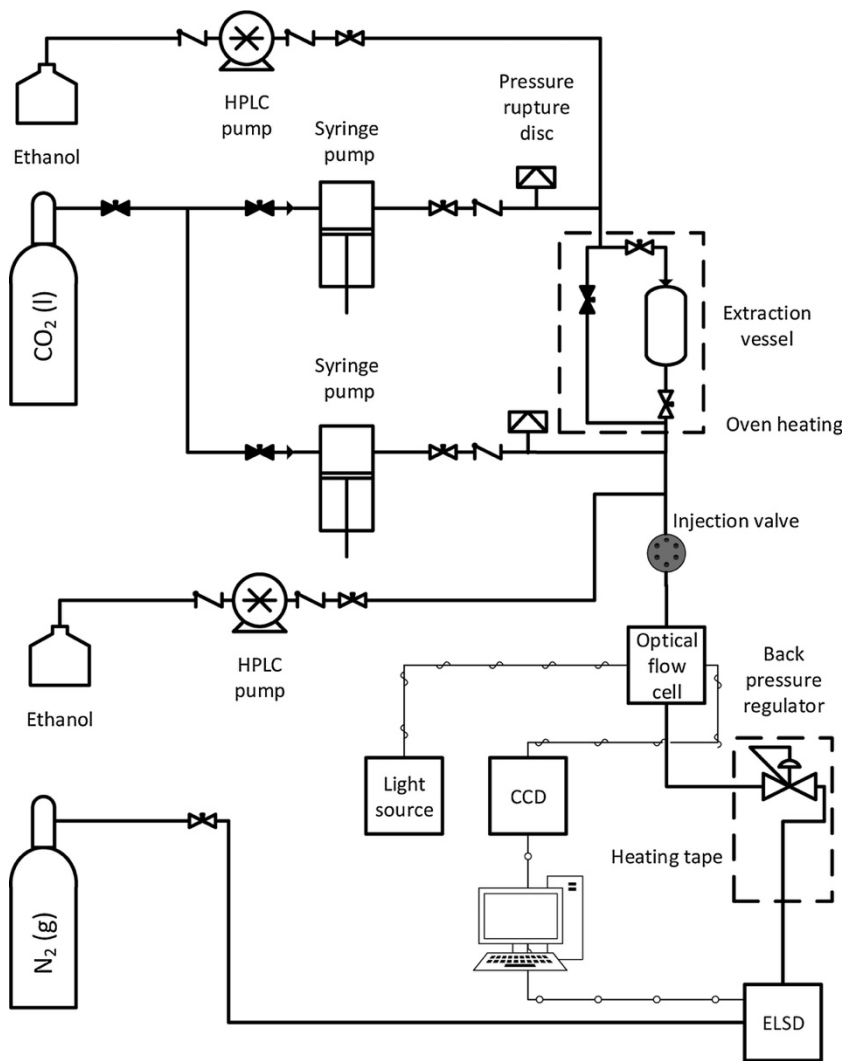 Pressure
rupture
disc
HPLC
pump
Syringe
pump
Ethanol
CO2 (l)
Extraction
vessel
Syringe
pump
Oven heating
Injection valve
HPLC
pump
Ethanol
Optical
flow
cell
Back
pressure
regulator
Light
source
CCD
Heating tape
N2 (g)
ELSD